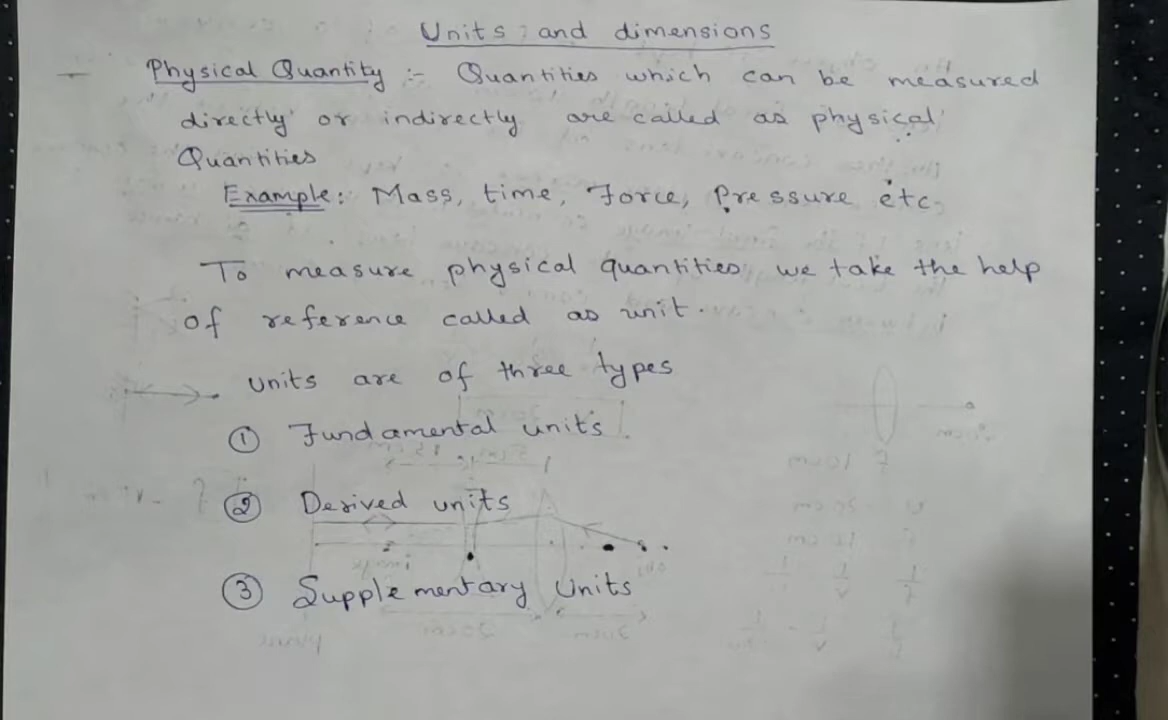 Units and dimensions
Physical Quantity :- Quantities which can be measured
directly or indirectly are called as physical
Quantities
Example: Mass, time, Force, Pressure etc.
To measure physical quantities we take the help
of reference called as unit.
units are of three types
① Fundamental units
② Derived units
③ Supplementary Units